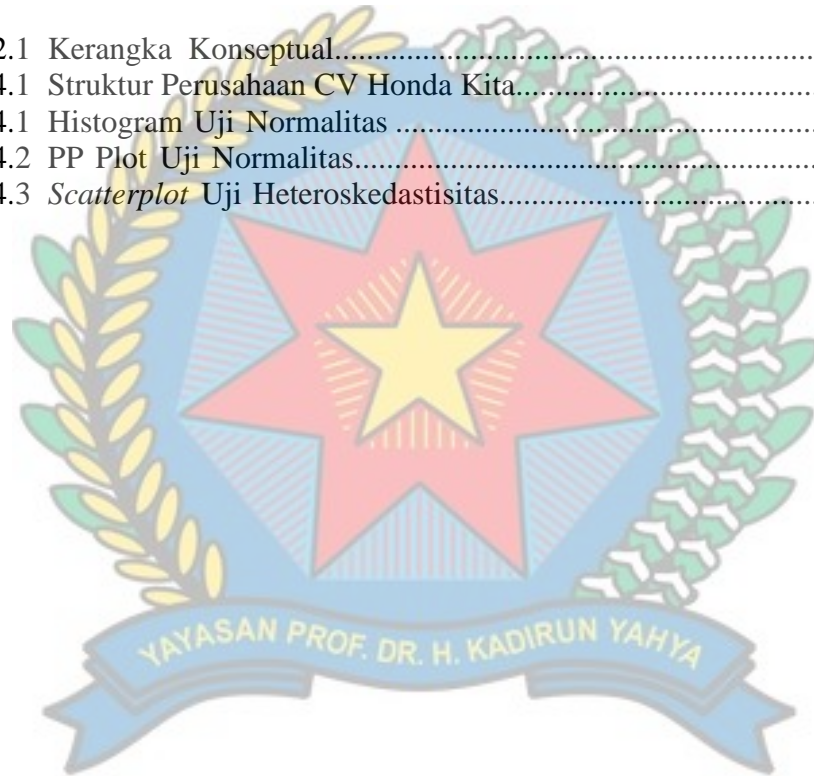 2.1 Kerangka Konseptual................................................................
4.1 Struktur Perusahaan CV Honda Kita........................................
4.1 Histogram Uji Normalitas ........................................................
4.2 PP Plot Uji Normalitas.............................................................
4.3 Scatterplot Uji Heteroskedastisitas...........................................
YAYASAN PROF. DR. H. KADIRUN YAHYA